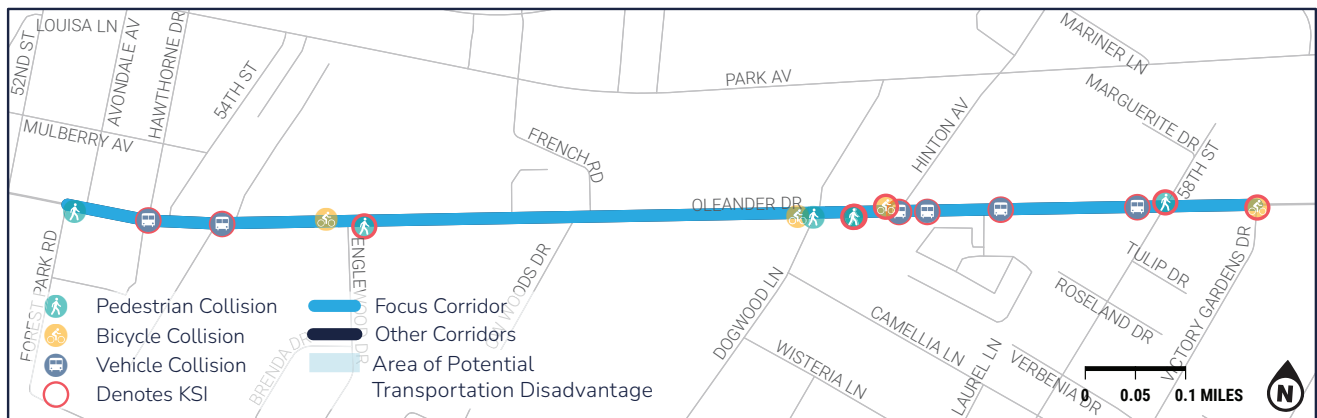 LOUISA LN
52ND ST
AVONDALE AV
HAWTHORNE DR
54TH ST
MULBERRY AV
PARK AV
MARINER LN
MARGUERITE DR
58TH ST
HINTON AV
FRENCH RD
OLEANDER DR
FOREST PARK RD
ENGLEWOOD DR
BRENDA DR
WOODS DR
DOGWOOD LN
WISTERIA LN
CAMELLIA LN
LAUREL LN
VERBENIA DR
ROSELAND DR
TULIP DR
VICTORY GARDENS DR
Pedestrian Collision
Bicycle Collision
Vehicle Collision
Denotes KSI
Focus Corridor
Other Corridors
Area of Potential
Transportation Disadvantage
0 0.05 0.1 MILES
N